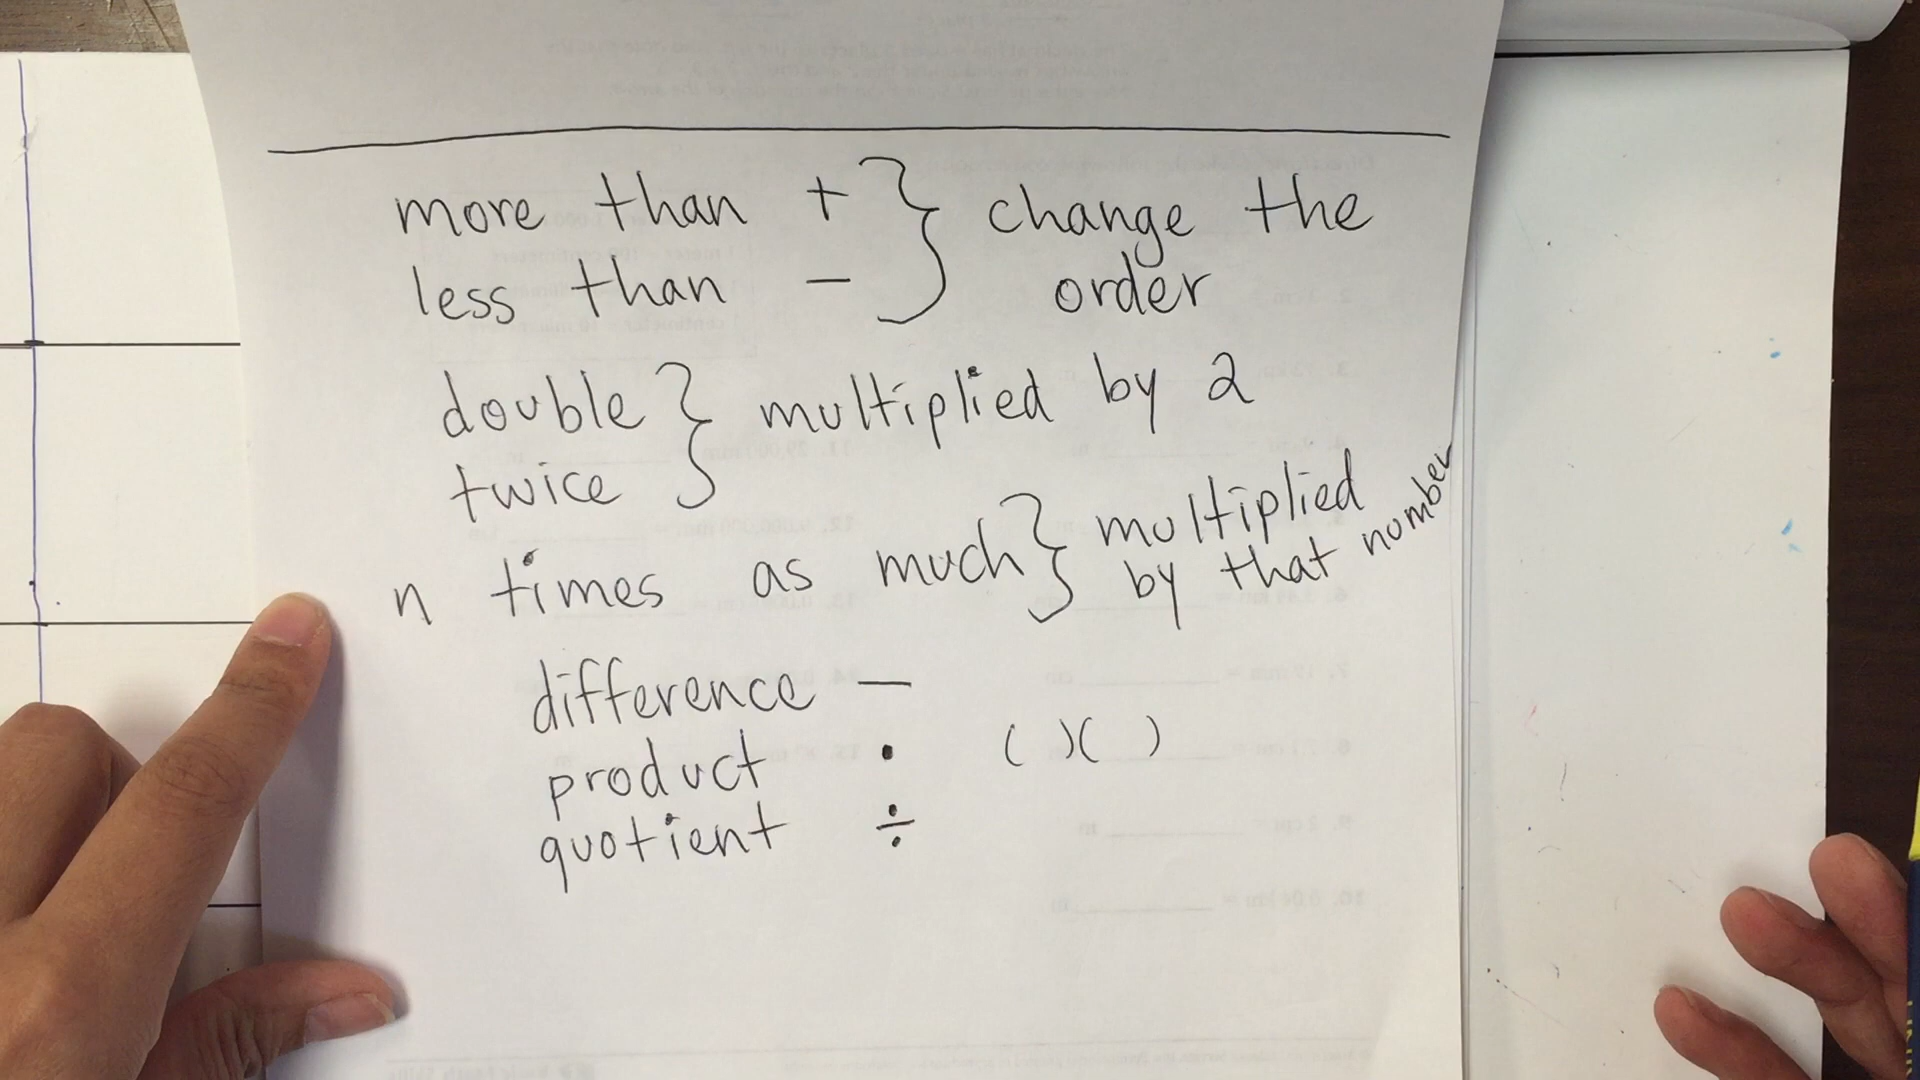 more than + } change the
less than - } order
double } multiplied by 2
twice }
n times as much } multiplied
by that number
difference —
product · ( )( )
quotient ÷